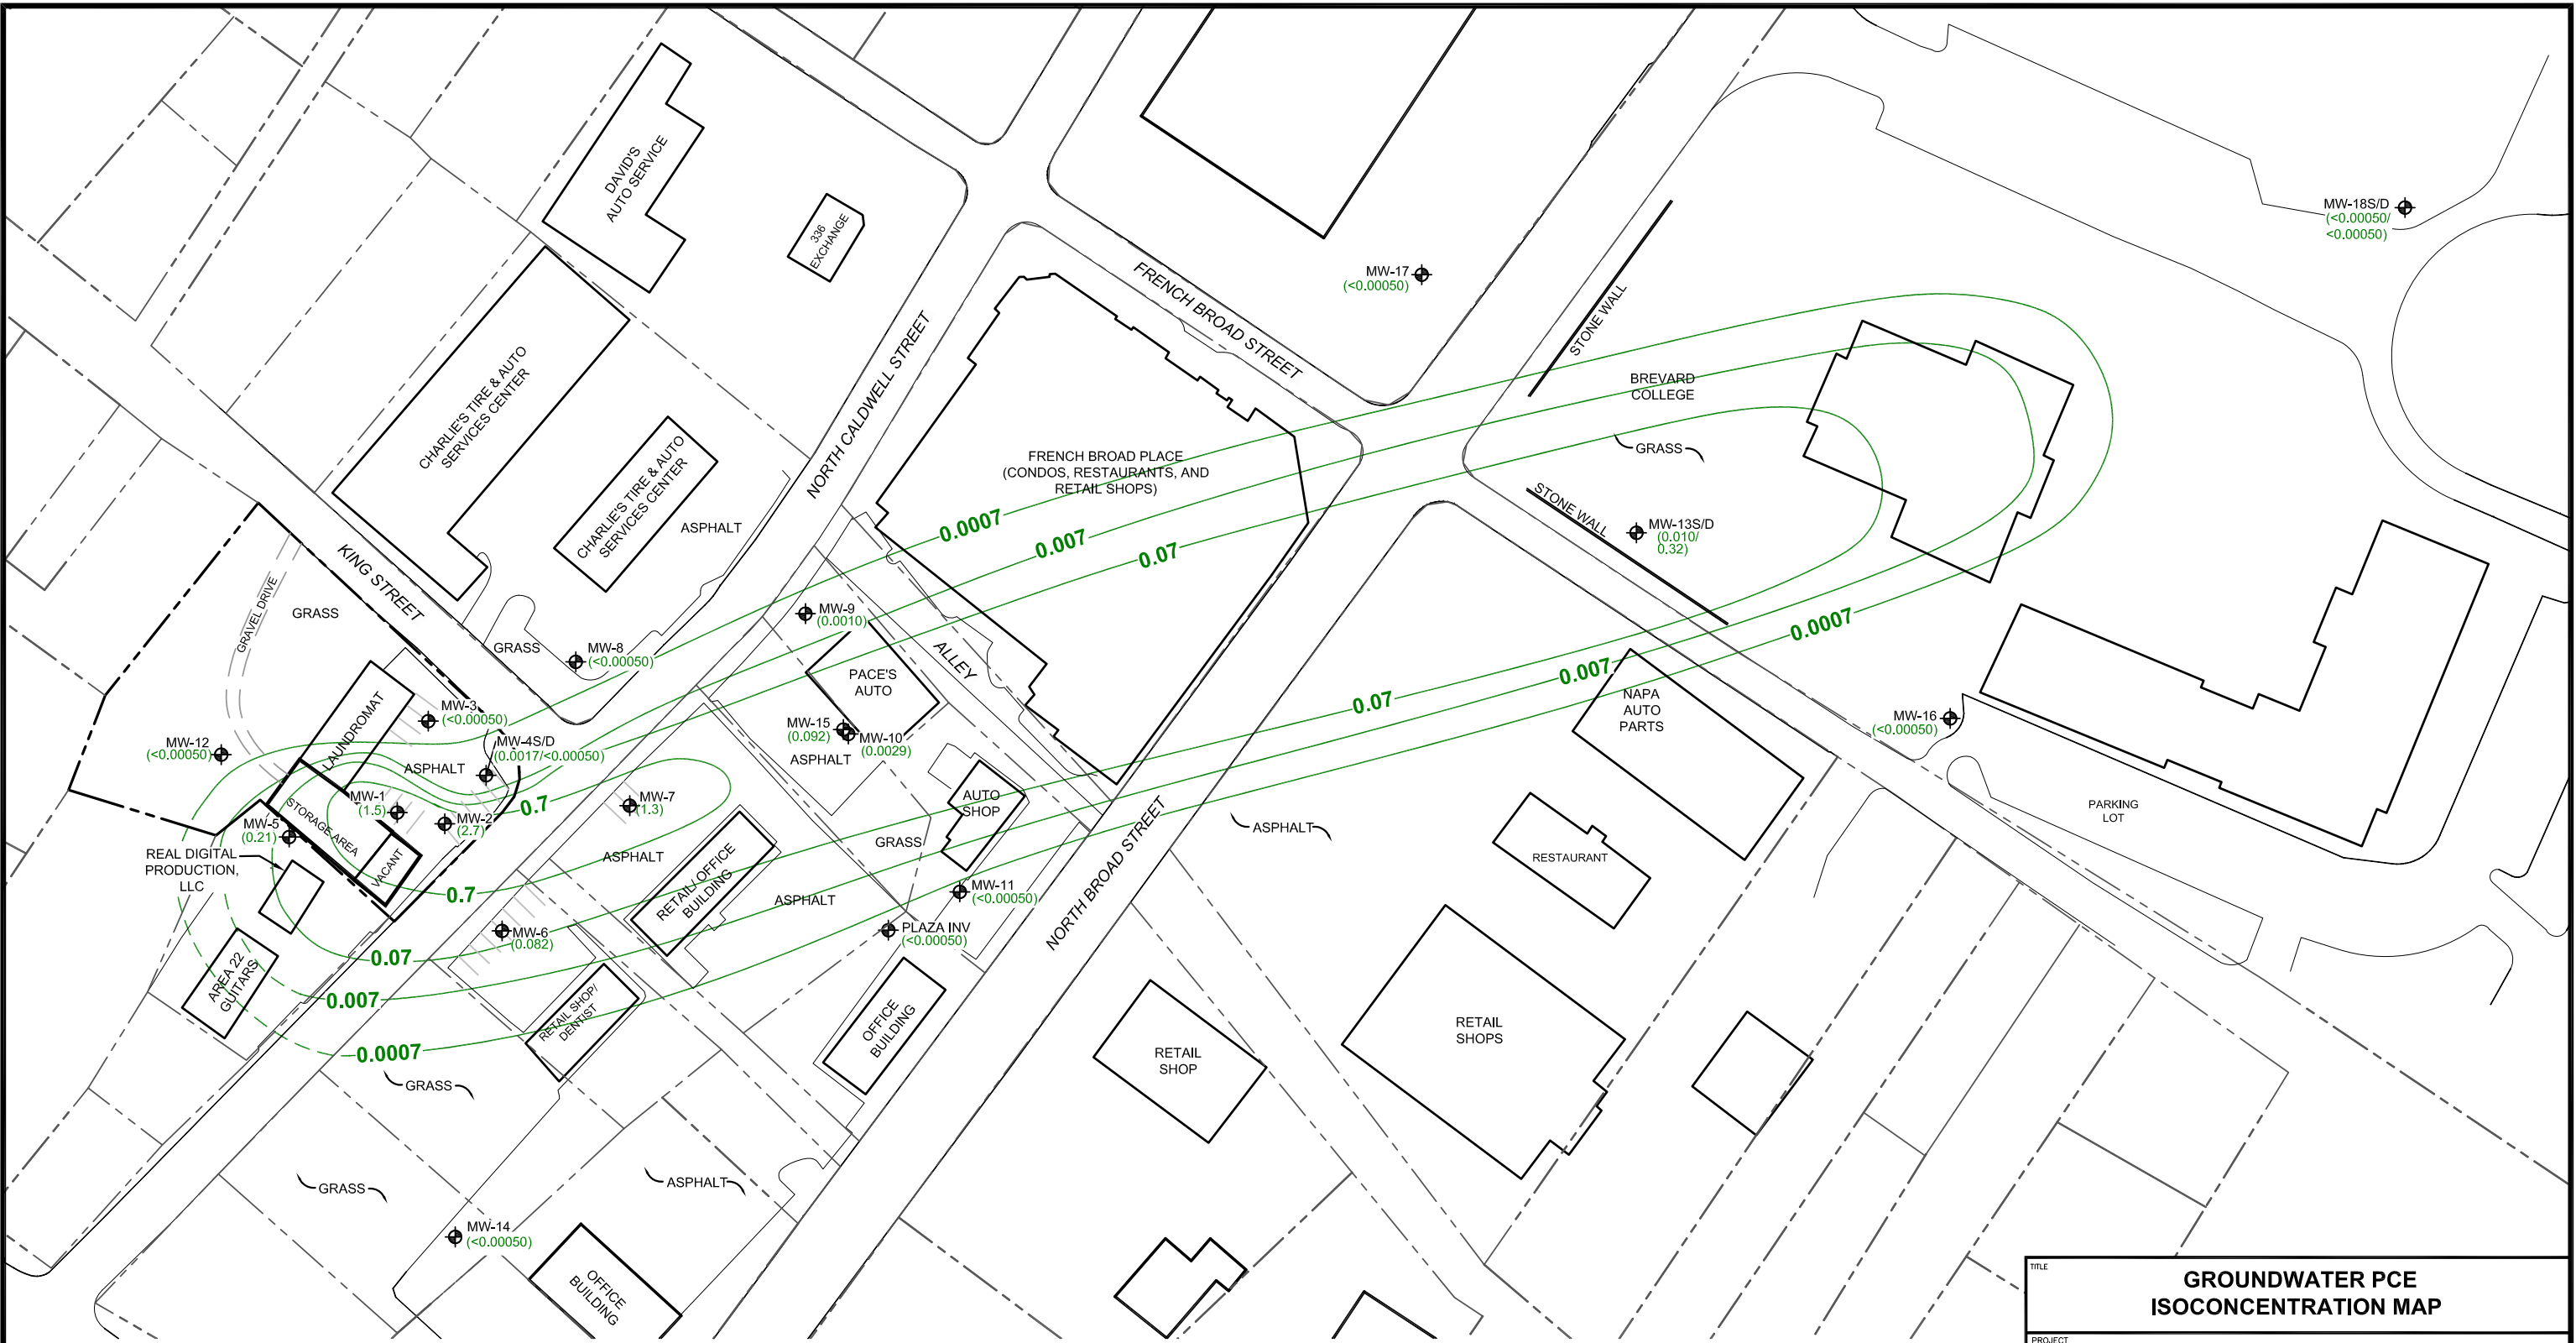 DAVID'S
AUTO SERVICE
336
EXCHANGE
MW-18S/D
(<0.00050/
<0.00050)
MW-17
(<0.00050)
FRENCH BROAD STREET
STONE WALL
CHARLIE'S TIRE & AUTO
SERVICES CENTER
NORTH CALDWELL STREET
BREVARD
COLLEGE
GRASS
CHARLIE'S TIRE & AUTO
SERVICES CENTER
ASPHALT
FRENCH BROAD PLACE
(CONDOS, RESTAURANTS, AND
RETAIL SHOPS)
0.0007
0.007
0.07
STONE WALL
MW-13S/D
(0.010/
0.32)
KING STREET
GRAVEL DRIVE
GRASS
GRASS
MW-8
(<0.00050)
MW-9
(0.0010)
ALLEY
PACE'S
AUTO
0.0007
0.007
0.07
LAUNDROMAT
MW-3
(<0.00050)
MW-12
(<0.00050)
MW-4S/D
(0.0017/<0.00050)
ASPHALT
MW-15
(0.092)
MW-10
(0.0029)
ASPHALT
NAPA
AUTO
PARTS
MW-16
(<0.00050)
MW-1
(1.5)
MW-2
(2.7)
0.7
MW-7
(1.3)
AUTO
SHOP
PARKING
LOT
STORAGE AREA
MW-5
(0.21)
VACANT
REAL DIGITAL
PRODUCTION,
LLC
0.7
ASPHALT
RETAIL/ OFFICE
BUILDING
GRASS
ASPHALT
RESTAURANT
ASPHALT
MW-11
(<0.00050)
PLAZA INV
(<0.00050)
NORTH BROAD STREET
MW-6
(0.082)
0.07
AREA 22
GUITARS
0.007
0.0007
RETAIL SHOP/
DENTIST
OFFICE
BUILDING
RETAIL
SHOP
RETAIL
SHOPS
GRASS
GRASS
ASPHALT
MW-14
(<0.00050)
OFFICE
BUILDING
TITLE
GROUNDWATER PCE
ISOCONCENTRATION MAP
PROJECT